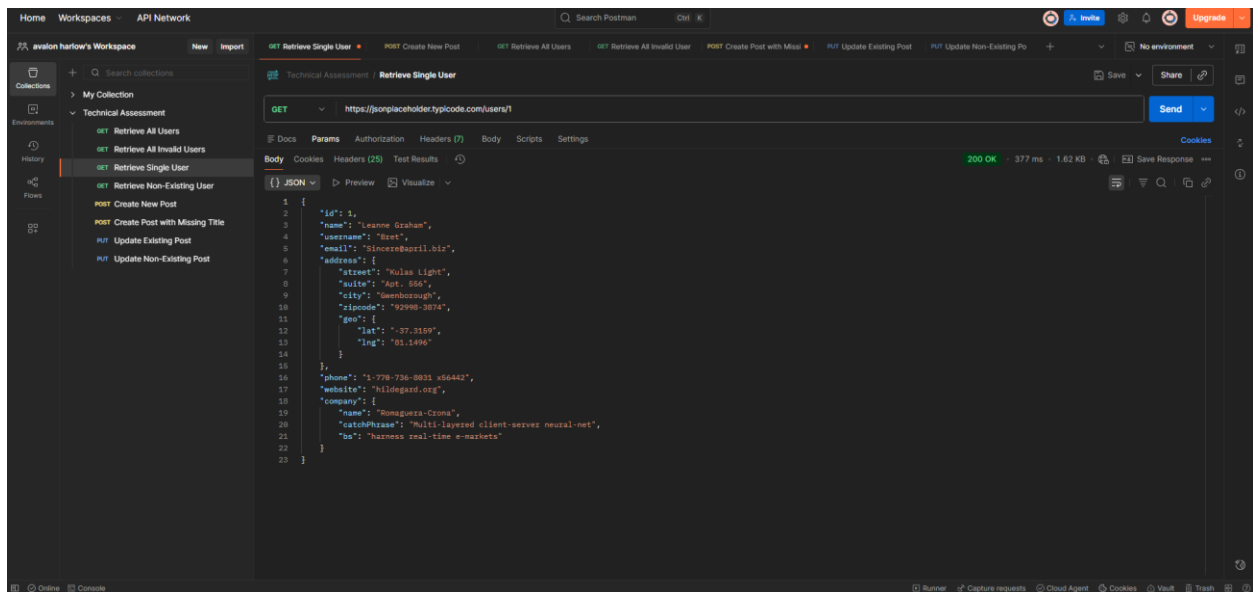 Home Workspaces API Network
Search Postman Ctrl K
Invite
Upgrade
avalon harlow's Workspace New Import
GET Retrieve Single User
POST Create New Post
GET Retrieve All Users
GET Retrieve All Invalid User
POST Create Post with Missi
PUT Update Existing Post
PUT Update Non-Existing Po
No environment
Collections
Environments
History
Flows
Search collections
My Collection
Technical Assessment
GET Retrieve All Users
GET Retrieve All Invalid Users
GET Retrieve Single User
GET Retrieve Non-Existing User
POST Create New Post
POST Create Post with Missing Title
PUT Update Existing Post
PUT Update Non-Existing Post
Technical Assessment / Retrieve Single User
Save Share
GET https://jsonplaceholder.typicode.com/users/1 Send
Docs Params Authorization Headers (7) Body Scripts Settings Cookies
Body Cookies Headers (25) Test Results 200 OK 377 ms 1.62 KB Save Response
{} JSON Preview Visualize
1 {
2 "id": 1,
3 "name": "Leanne Graham",
4 "username": "Bret",
5 "email": "Sincere@april.biz",
6 "address": {
7 "street": "Kulas Light",
8 "suite": "Apt. 556",
9 "city": "Gwenborough",
10 "zipcode": "92998-3874",
11 "geo": {
12 "lat": "-37.3159",
13 "lng": "81.1496"
14 }
15 },
16 "phone": "1-770-736-8031 x56442",
17 "website": "hildegard.org",
18 "company": {
19 "name": "Romaguera-Crona",
20 "catchPhrase": "Multi-layered client-server neural-net",
21 "bs": "harness real-time e-markets"
22 }
23 }
Online Console
Runner Capture requests Cloud Agent Cookies Vault Trash